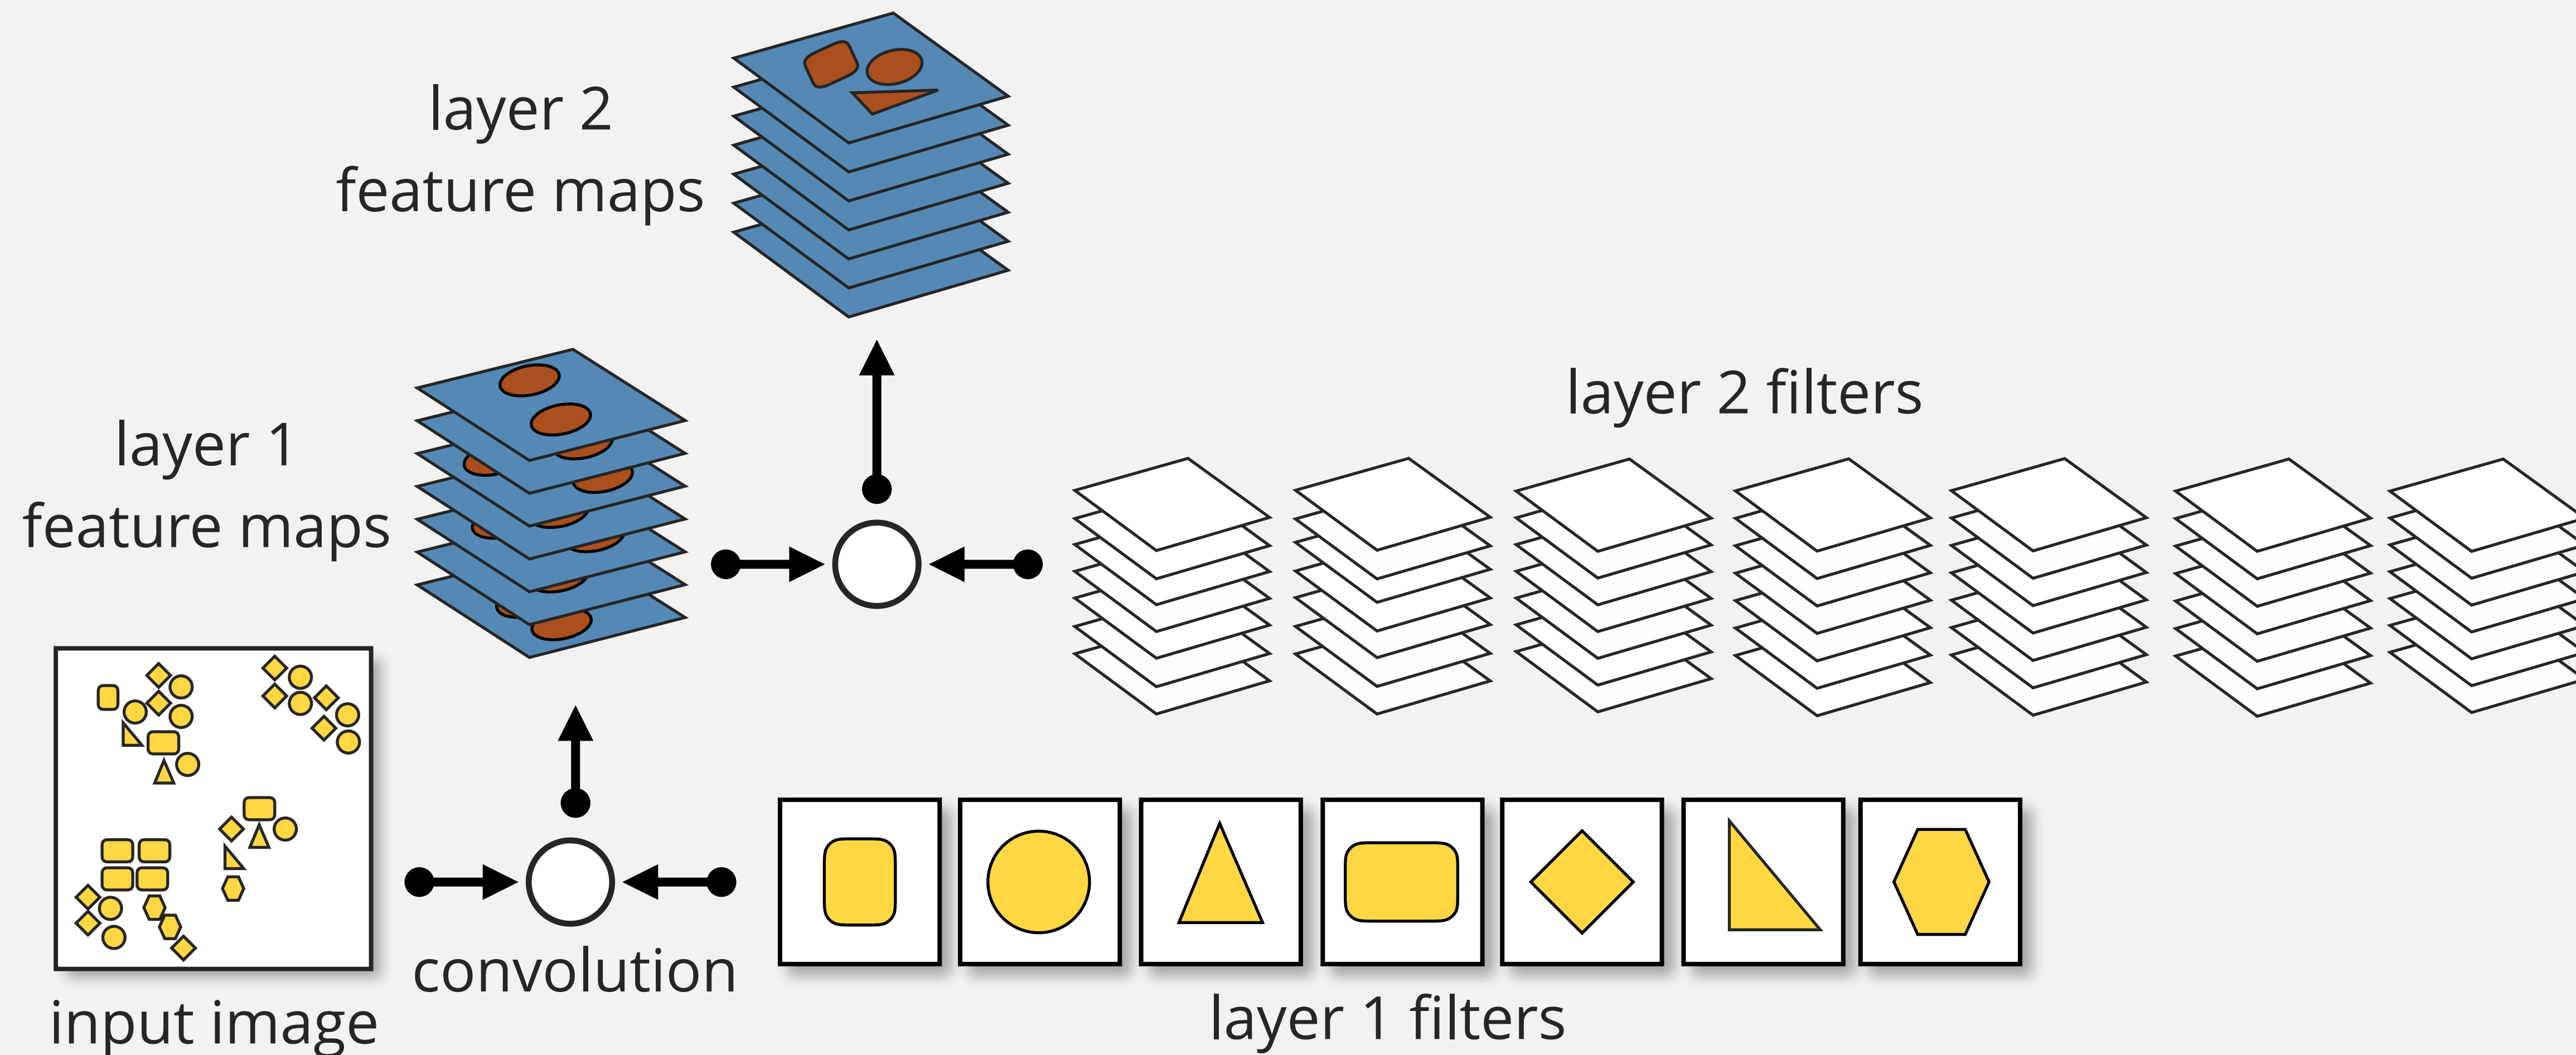 layer 2
feature maps
layer 1
feature maps
layer 2 filters
convolution
input image
layer 1 filters